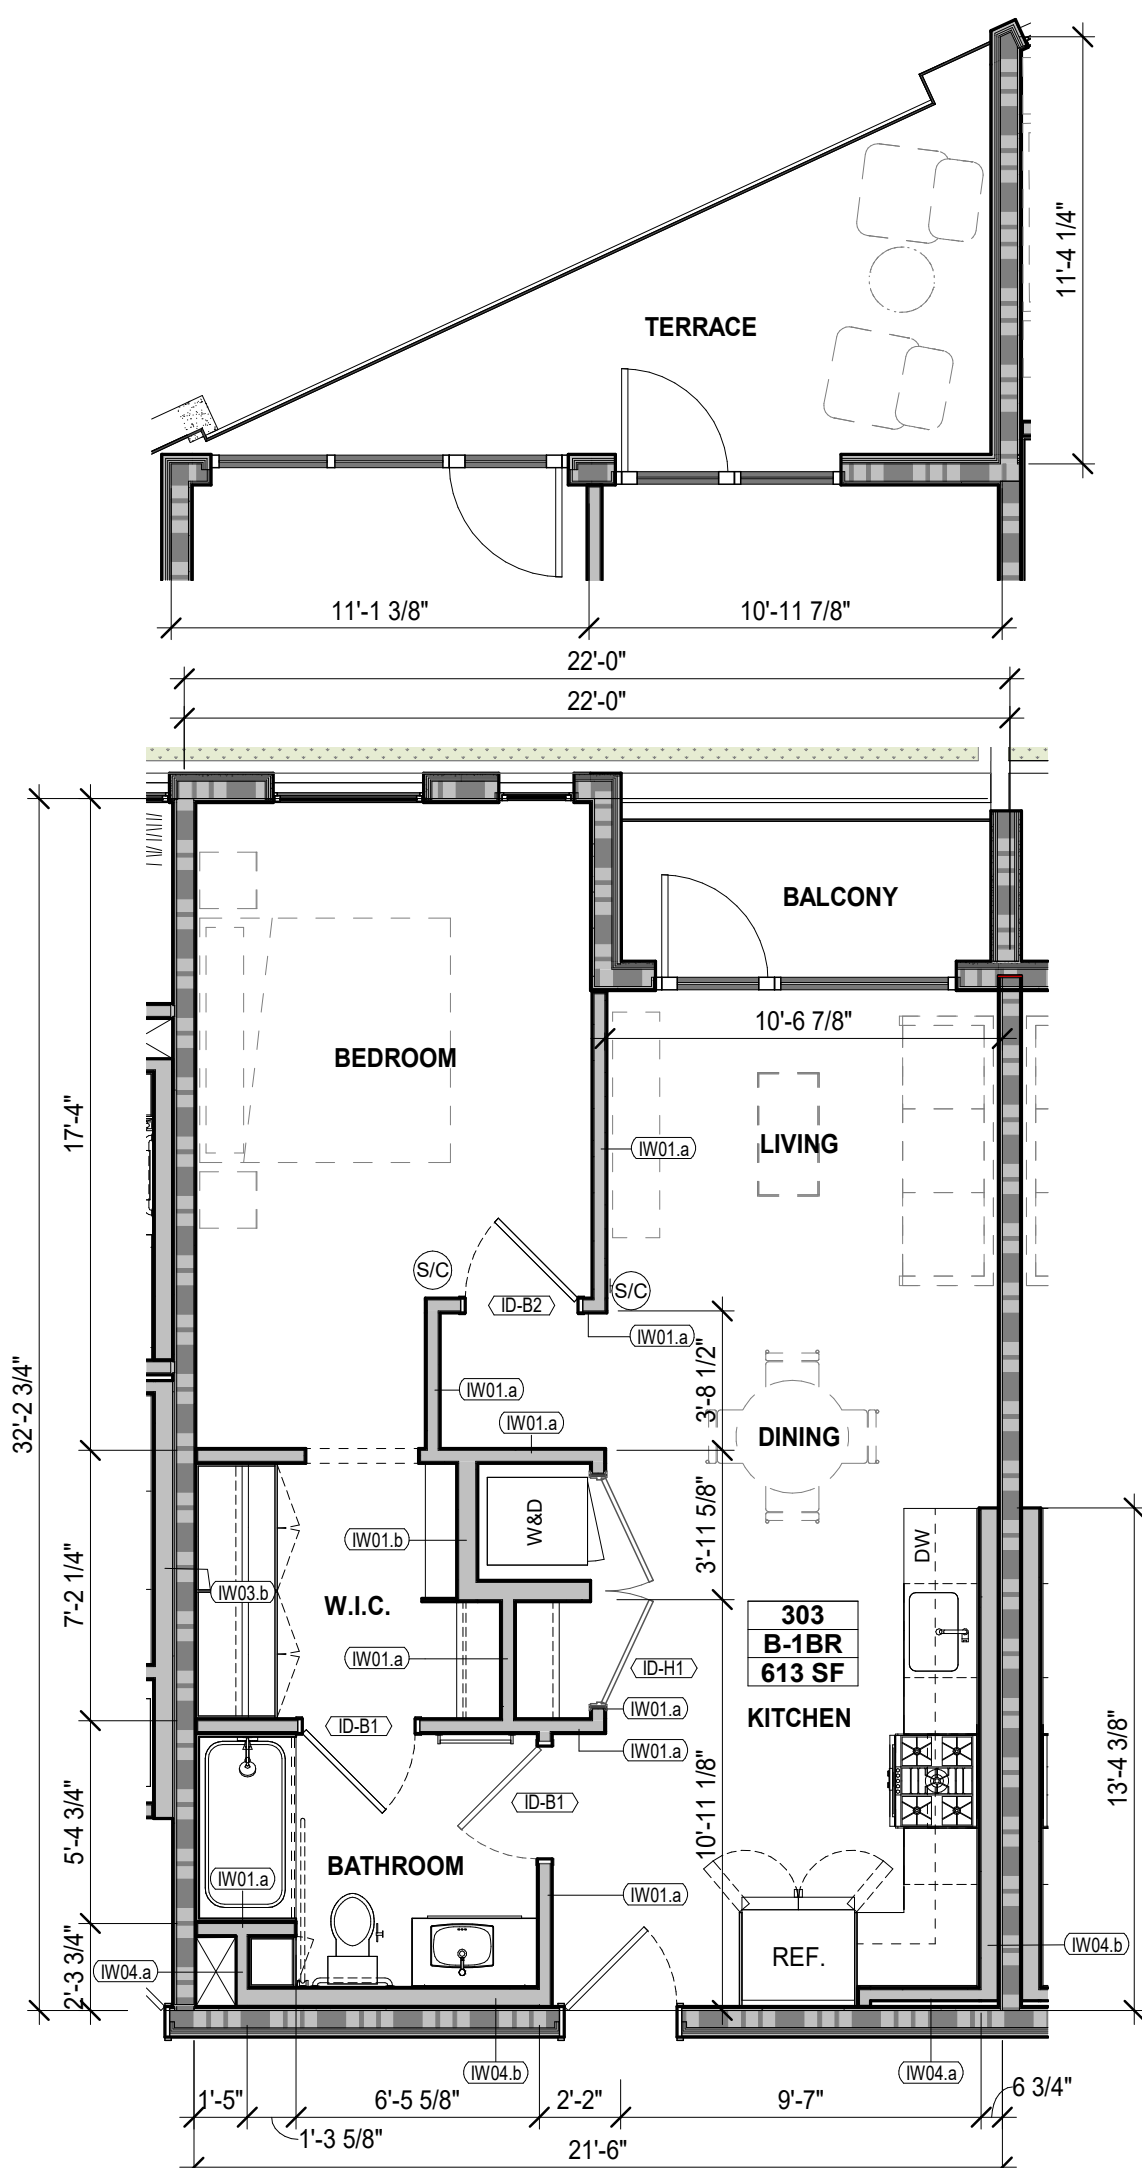 11'-4 1/4"
TERRACE
11'-1 3/8"
10'-11 7/8"
22'-0"
22'-0"
BALCONY
10'-6 7/8"
BEDROOM
17'-4"
LIVING
IW01.a
S/C
S/C
ID-B2
IW01.a
3'-8 1/2"
32'-2 3/4"
IW01.a
IW01.a
DINING
W&D
3'-11 5/8"
DW
IW01.b
7'-2 1/4"
IW03.b
W.I.C.
303
B-1BR
613 SF
IW01.a
ID-H1
IW01.a
KITCHEN
ID-B1
IW01.a
13'-4 3/8"
ID-B1
10'-11 1/8"
5'-4 3/4"
BATHROOM
IW01.a
IW01.a
IW04.b
REF.
IW04.a
2'-3 3/4"
IW04.b
IW04.a
1'-5"
6'-5 5/8"
2'-2"
9'-7"
6 3/4"
1'-3 5/8"
21'-6"